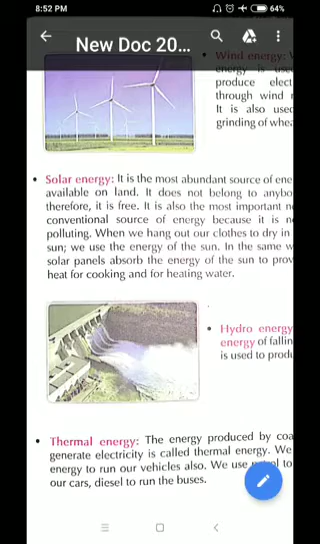 8:52 PM
64%
New Doc 20...
• Wind energy:
energy is used
produce elect
through wind
It is also used
grinding of whea
• Solar energy: It is the most abundant source of ene
available on land. It does not belong to anybo
therefore, it is free. It is also the most important n
conventional source of energy because it is n
polluting. When we hang out our clothes to dry in
sun; we use the energy of the sun. In the same w
solar panels absorb the energy of the sun to prov
heat for cooking and for heating water.
• Hydro energy
energy of fallin
is used to produ
• Thermal energy: The energy produced by coa
generate electricity is called thermal energy. We
energy to run our vehicles also. We use to
our cars, diesel to run the buses.